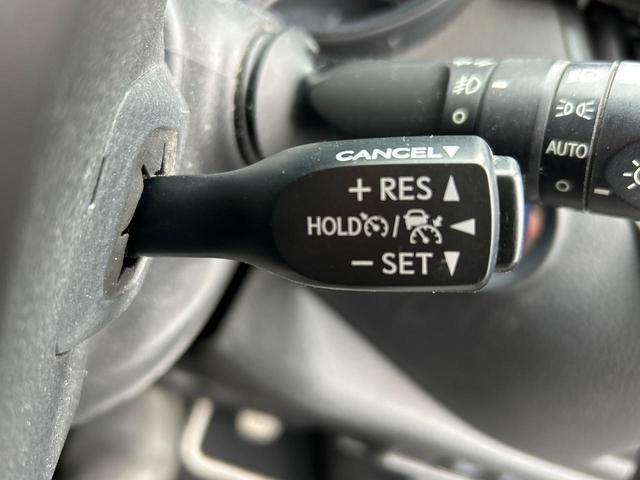 CANCEL▼
+ RES ▲
HOLD / ◀
− SET ▼
AUTO